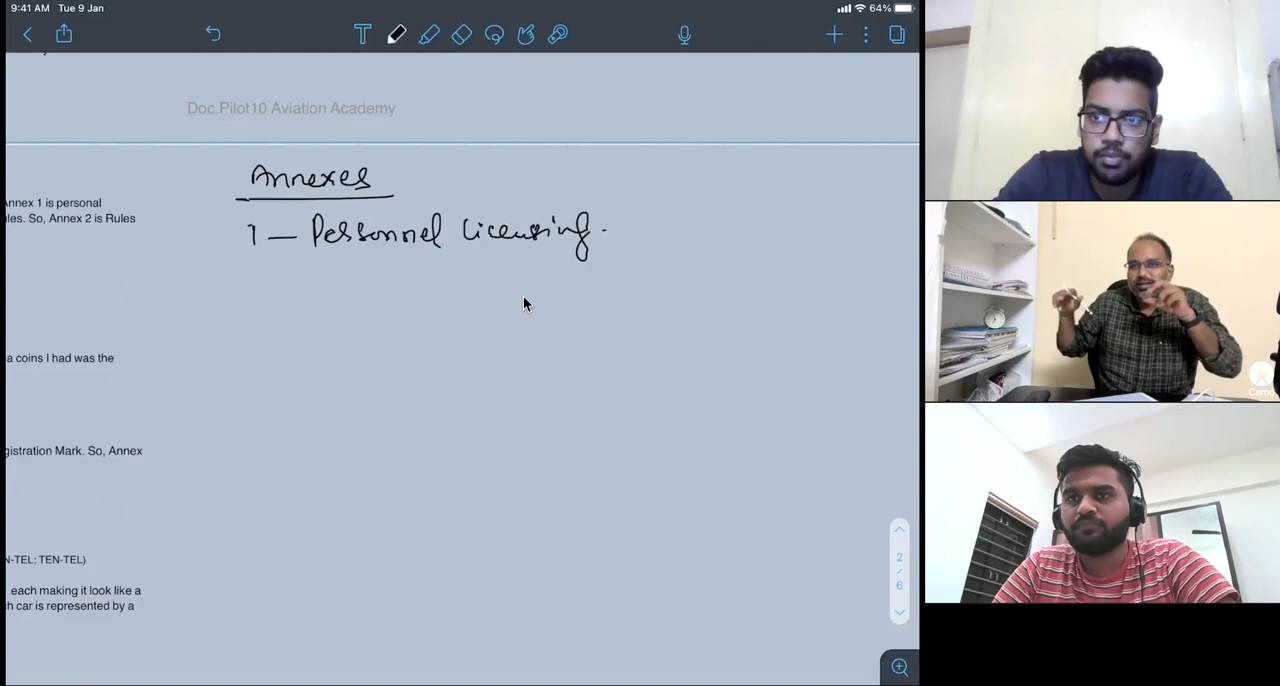 9:41 AM Tue 9 Jan
64%
Doc.Pilot10 Aviation Academy
Annexes
1 — Personnel Licensing.
Annex 1 is personal
les. So, Annex 2 is Rules
a coins I had was the
gistration Mark. So, Annex
N-TEL; TEN-TEL)
each making it look like a
h car is represented by a
2
/
6
Camo